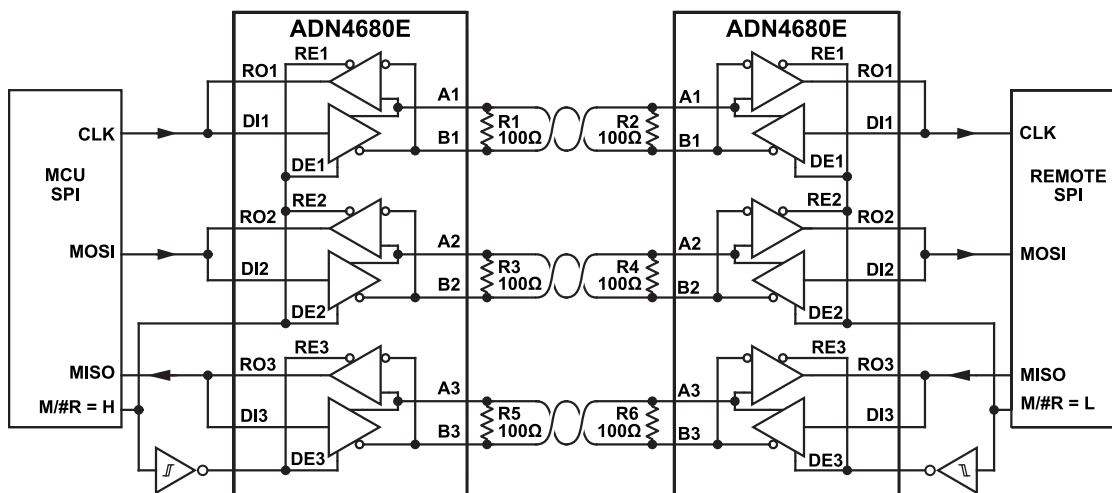 ADN4680E
ADN4680E
RE1
RE1
RO1
RO1
A1
A1
CLK
DI1
R1
100Ω
R2
100Ω
DI1
CLK
B1
B1
MCU
SPI
DE1
DE1
REMOTE
SPI
RE2
RE2
RO2
RO2
A2
A2
MOSI
MOSI
DI2
R3
100Ω
R4
100Ω
DI2
B2
B2
DE2
DE2
RE3
RE3
RO3
RO3
MISO
MISO
A3
A3
M/#R = H
M/#R = L
DI3
R5
100Ω
R6
100Ω
DI3
B3
B3
DE3
DE3